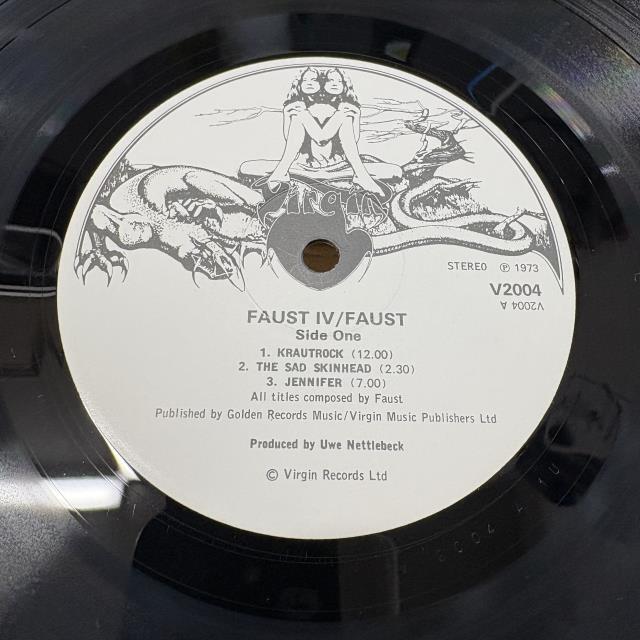 Virgin
STEREO ℗ 1973
V2004
V2004 A
FAUST IV/FAUST
Side One
1. KRAUTROCK (12.00)
2. THE SAD SKINHEAD (2.30)
3. JENNIFER (7.00)
All titles composed by Faust
Published by Golden Records Music/Virgin Music Publishers Ltd
Produced by Uwe Nettlebeck
© Virgin Records Ltd